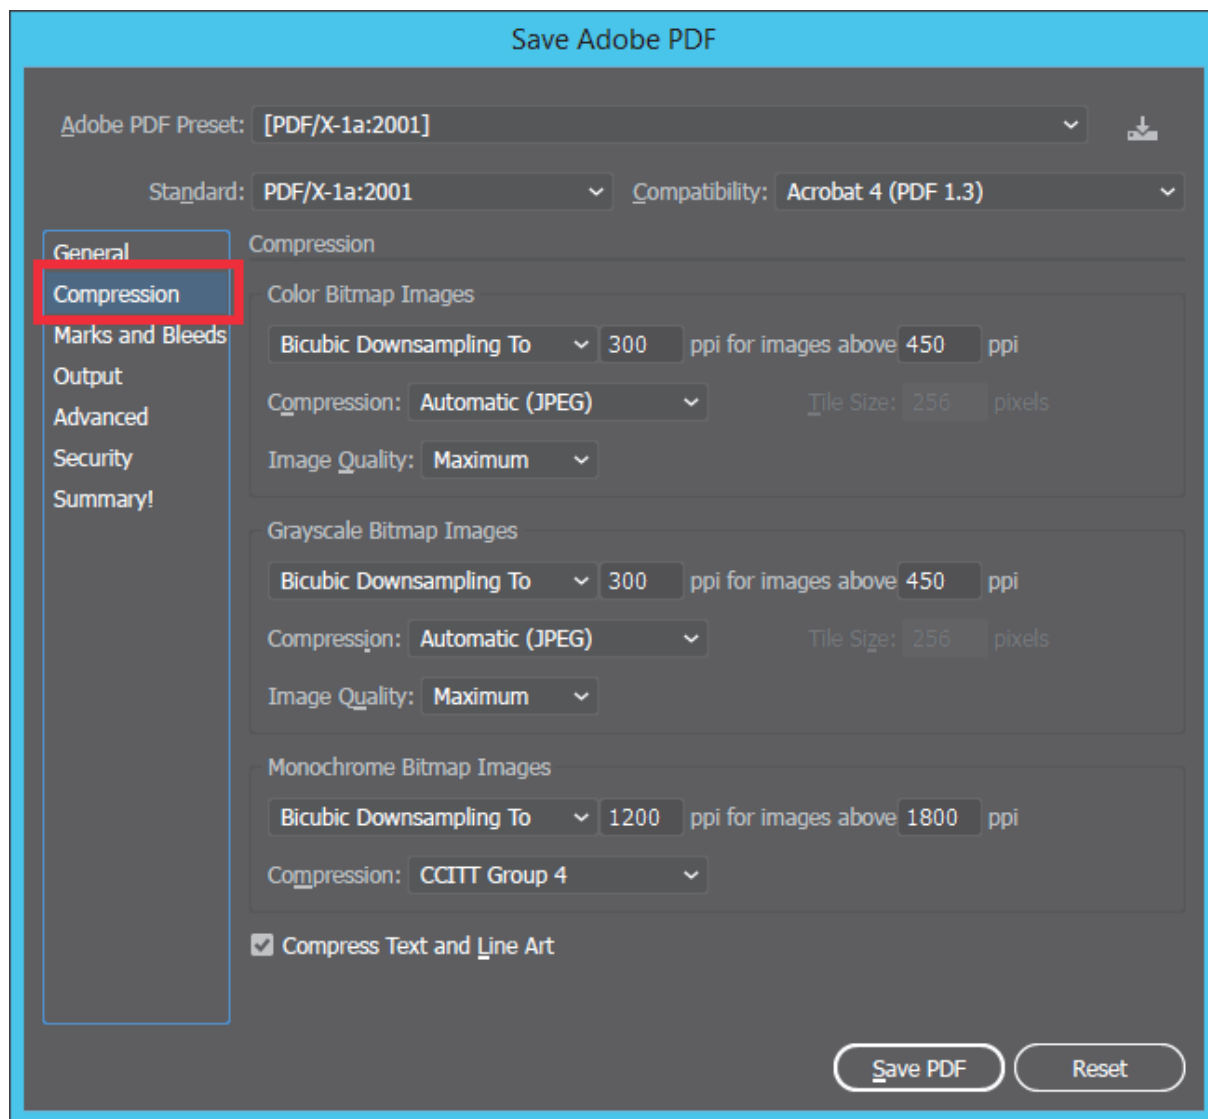 Save Adobe PDF
Adobe PDF Preset: [PDF/X-1a:2001]
Standard: PDF/X-1a:2001 Compatibility: Acrobat 4 (PDF 1.3)
General
Compression
Marks and Bleeds
Output
Advanced
Security
Summary!
Compression
Color Bitmap Images
Bicubic Downsampling To 300 ppi for images above 450 ppi
Compression: Automatic (JPEG) Tile Size: 256 pixels
Image Quality: Maximum
Grayscale Bitmap Images
Bicubic Downsampling To 300 ppi for images above 450 ppi
Compression: Automatic (JPEG) Tile Size: 256 pixels
Image Quality: Maximum
Monochrome Bitmap Images
Bicubic Downsampling To 1200 ppi for images above 1800 ppi
Compression: CCITT Group 4
Compress Text and Line Art
Save PDF Reset